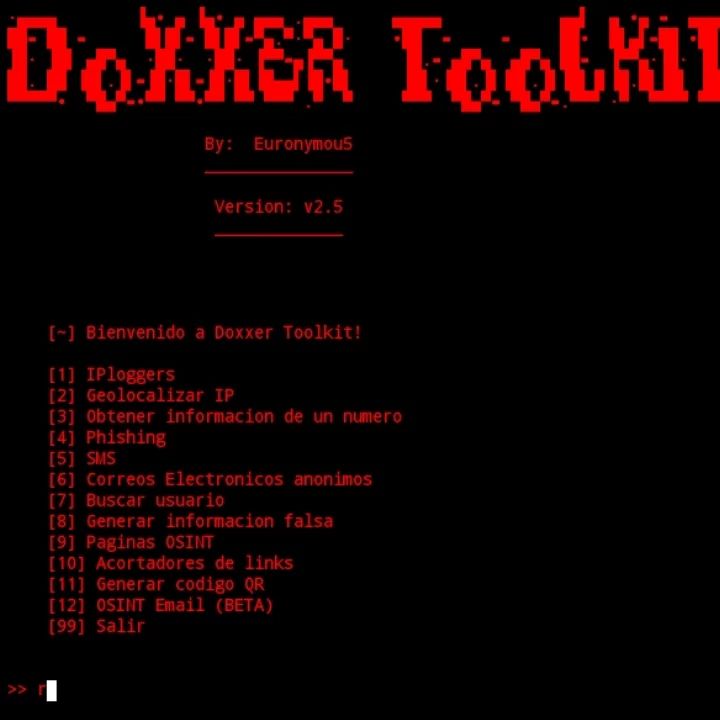 DoXXER ToolKiT
By: Euronymou5
Version: v2.5
[~] Bienvenido a Doxxer Toolkit!
[1] IPloggers
[2] Geolocalizar IP
[3] Obtener informacion de un numero
[4] Phishing
[5] SMS
[6] Correos Electronicos anonimos
[7] Buscar usuario
[8] Generar informacion falsa
[9] Paginas OSINT
[10] Acortadores de links
[11] Generar codigo QR
[12] OSINT Email (BETA)
[99] Salir
>> r